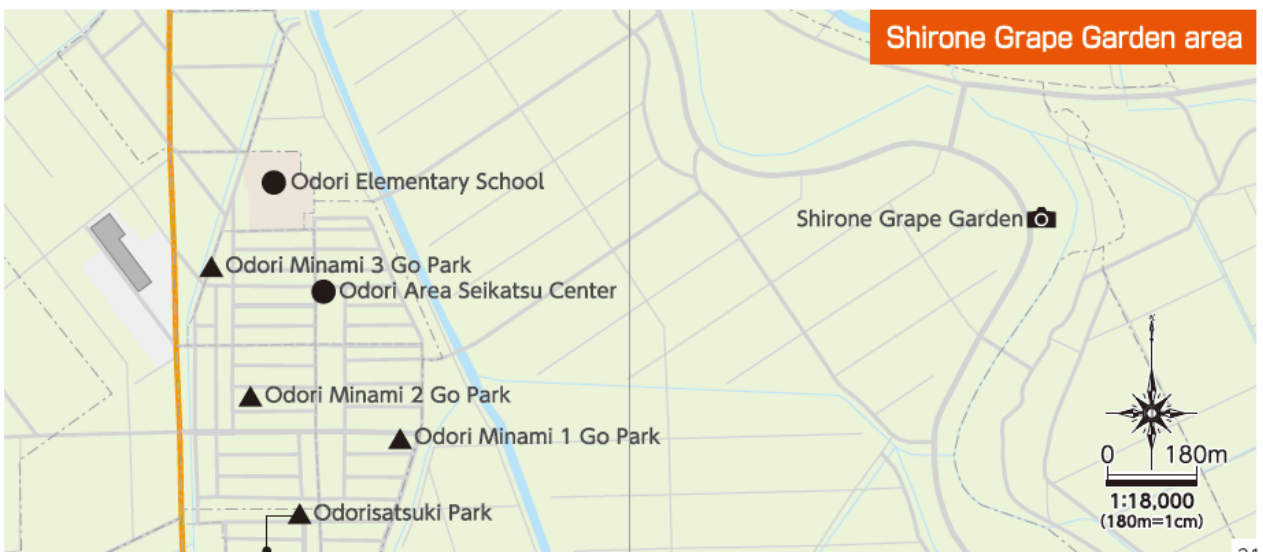 Shirone Grape Garden area
Odori Elementary School
Shirone Grape Garden
Odori Minami 3 Go Park
Odori Area Seikatsu Center
Odori Minami 2 Go Park
Odori Minami 1 Go Park
0 180m
1:18,000
(180m=1cm)
Odorisatsuki Park